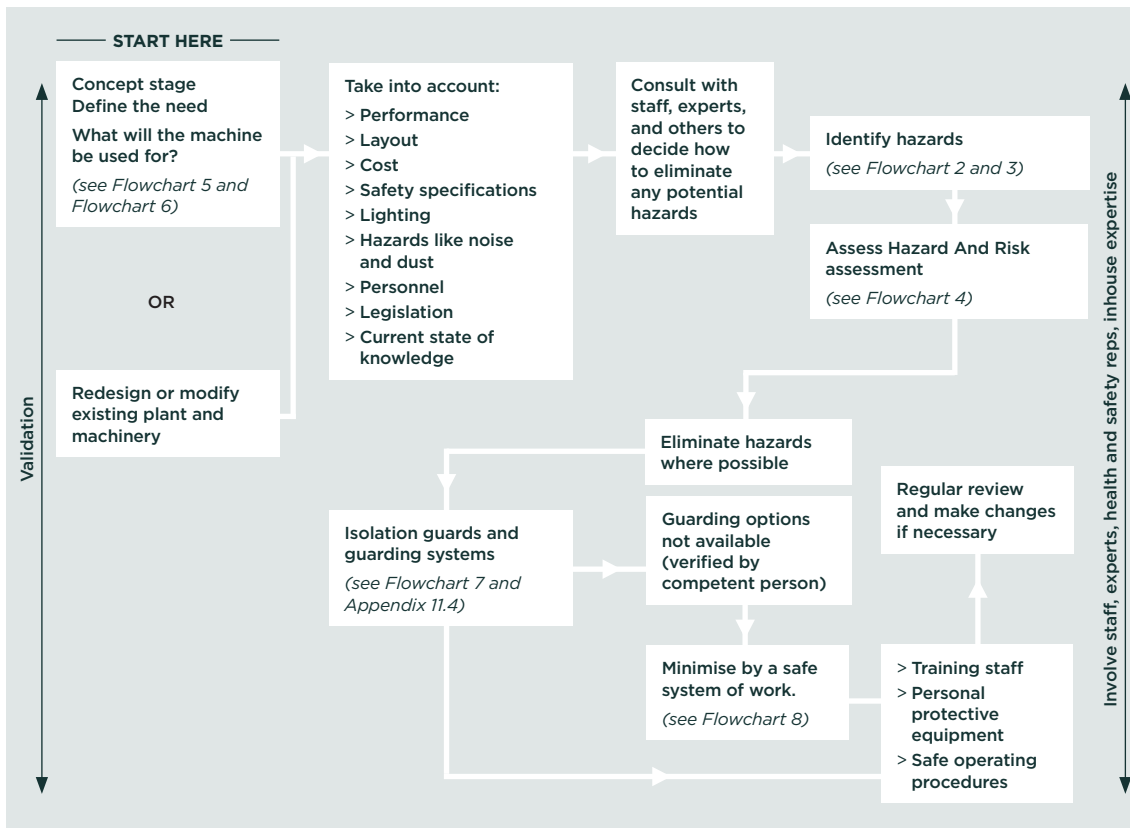 START HERE
Concept stage
Define the need
What will the machine
be used for?
(see Flowchart 5 and
Flowchart 6)
OR
Redesign or modify
existing plant and
machinery
Take into account:
> Performance
> Layout
> Cost
> Safety specifications
> Lighting
> Hazards like noise
and dust
> Personnel
> Legislation
> Current state of
knowledge
Consult with
staff, experts,
and others to
decide how
to eliminate
any potential
hazards
Identify hazards
(see Flowchart 2 and 3)
Assess Hazard And Risk
assessment
(see Flowchart 4)
Eliminate hazards
where possible
Isolation guards and
guarding systems
(see Flowchart 7 and
Appendix 11.4)
Guarding options
not available
(verified by
competent person)
Minimise by a safe
system of work.
(see Flowchart 8)
> Training staff
> Personal
protective
equipment
> Safe operating
procedures
Regular review
and make changes
if necessary
Validation
Involve staff, experts, health and safety reps, inhouse expertise